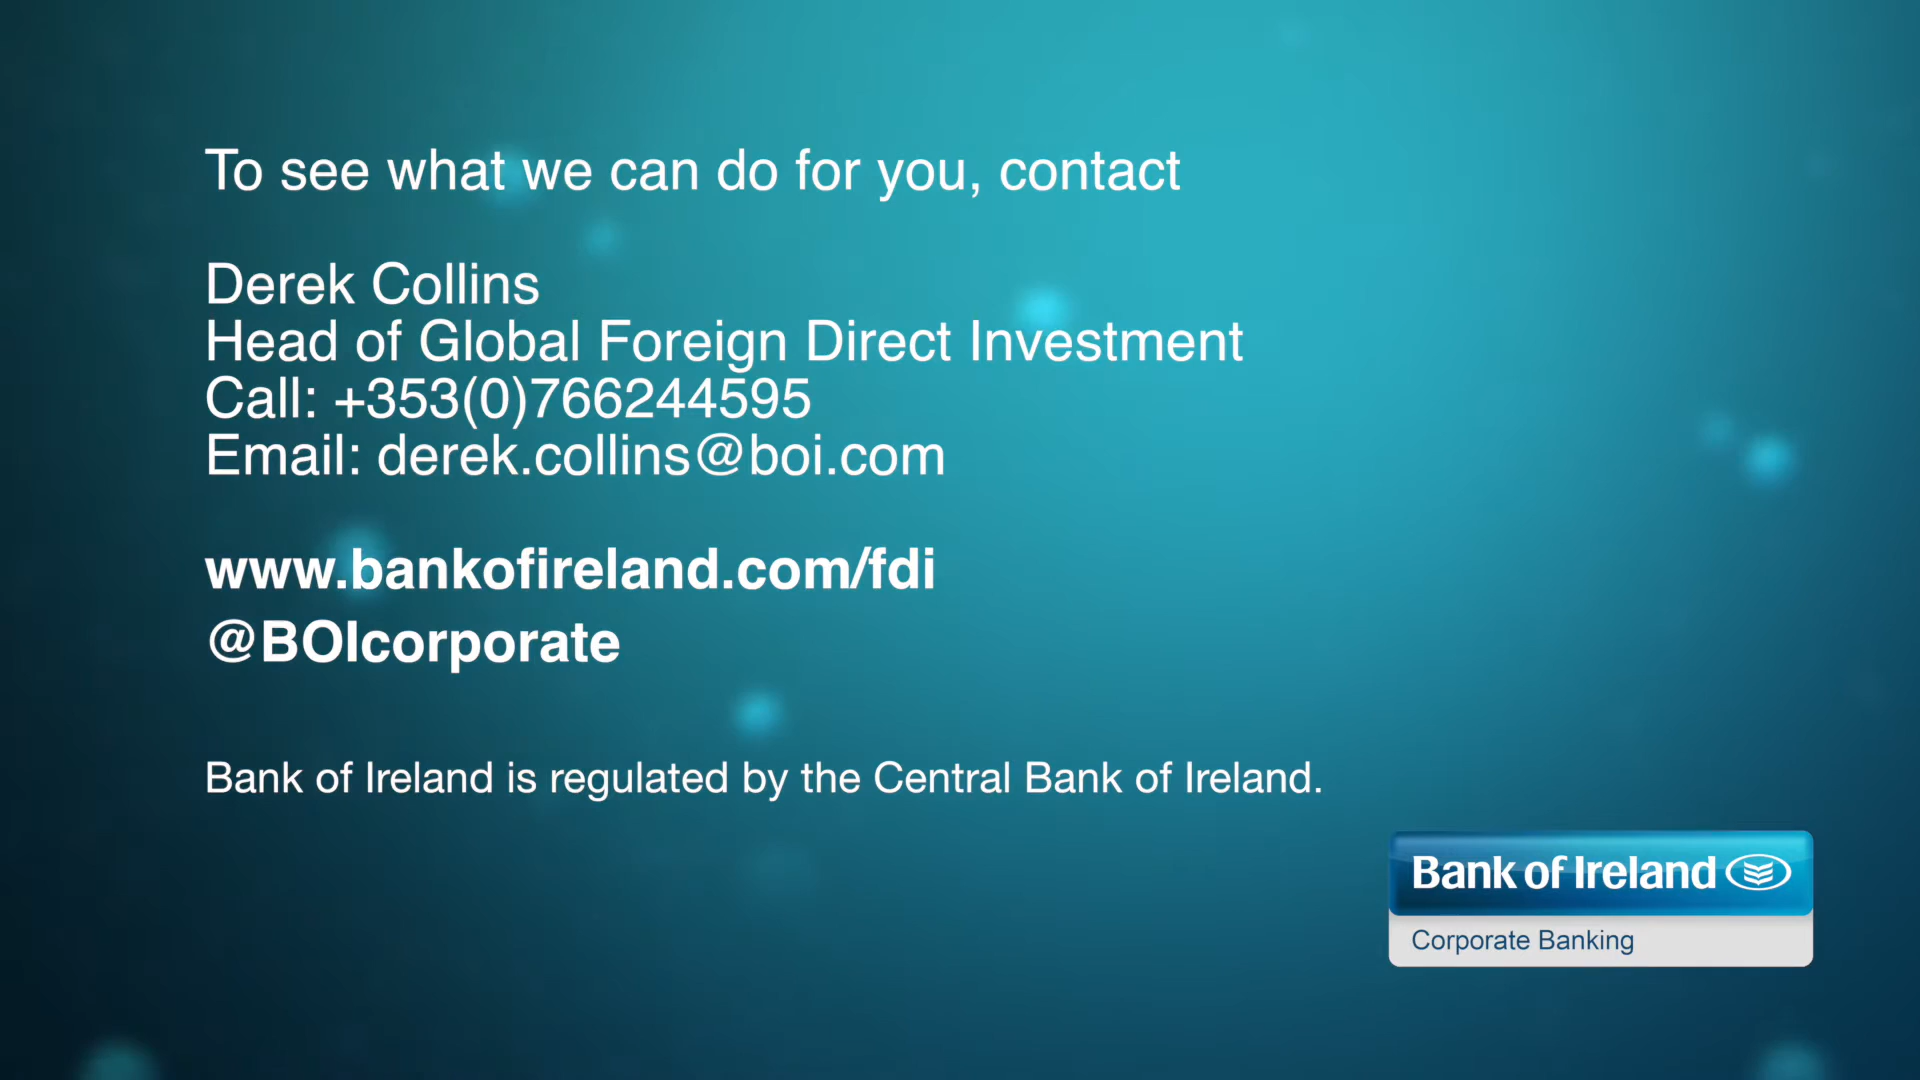 To see what we can do for you, contact
Derek Collins
Head of Global Foreign Direct Investment
Call: +353(0)766244595
Email: derek.collins@boi.com
www.bankofireland.com/fdi
@BOIcorporate
Bank of Ireland is regulated by the Central Bank of Ireland.
Bank of Ireland
Corporate Banking